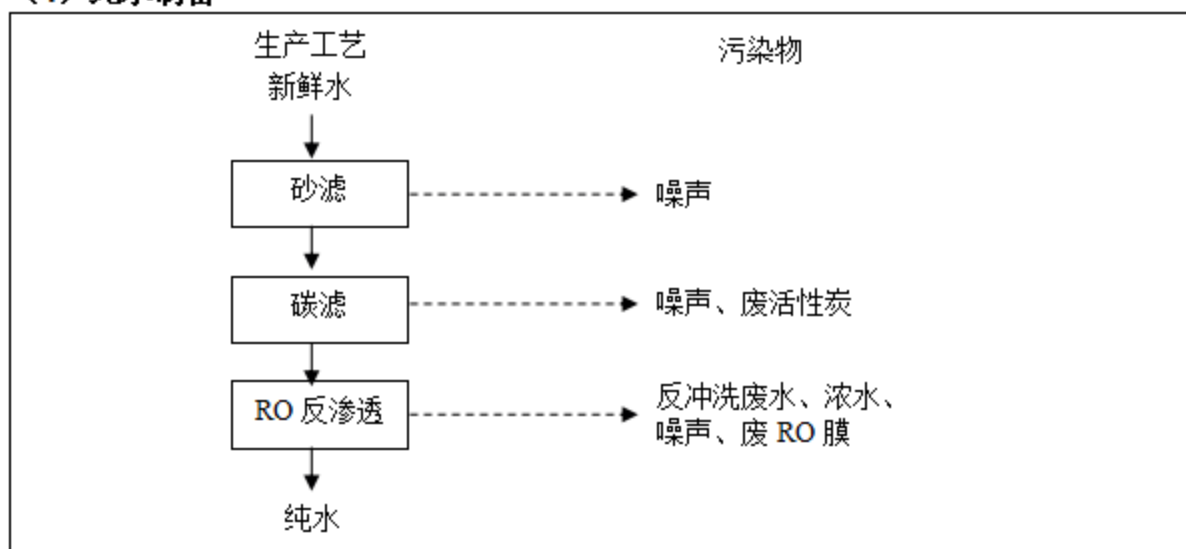 生产工艺
污染物
新鲜水
砂滤
噪声
碳滤
噪声、废活性炭
RO 反渗透
反冲洗废水、浓水、
噪声、废 RO 膜
纯水